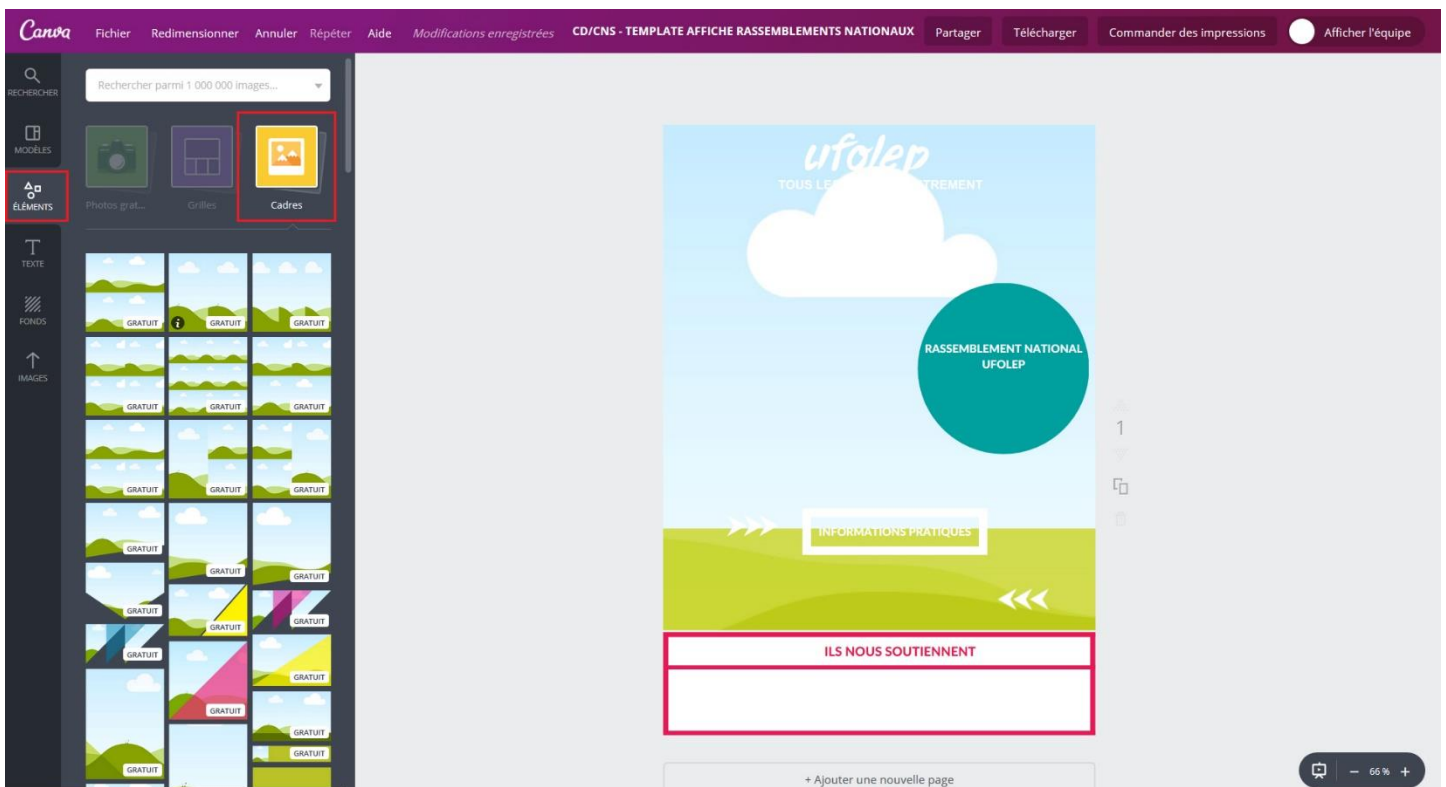 Canva Fichier Redimensionner Annuler Répéter Aide Modifications enregistrées CD/CNS - TEMPLATE AFFICHE RASSEMBLEMENTS NATIONAUX Partager Télécharger Commander des impressions Afficher l'équipe
RECHERCHER
MODÈLES
ÉLÉMENTS
TEXTE
FONDS
IMAGES
Rechercher parmi 1 000 000 images...
Photos grat... Grilles Cadres
GRATUIT GRATUIT GRATUIT
GRATUIT GRATUIT GRATUIT
GRATUIT GRATUIT GRATUIT
GRATUIT
GRATUIT
GRATUIT
GRATUIT
GRATUIT
GRATUIT
GRATUIT
GRATUIT
GRATUIT
GRATUIT
GRATUIT
GRATUIT
ufolep
TOUS LES
RASSEMBLEMENT NATIONAL
UFOLEP
INFORMATIONS PRATIQUES
ILS NOUS SOUTIENNENT
1
+ Ajouter une nouvelle page
− 66 % +